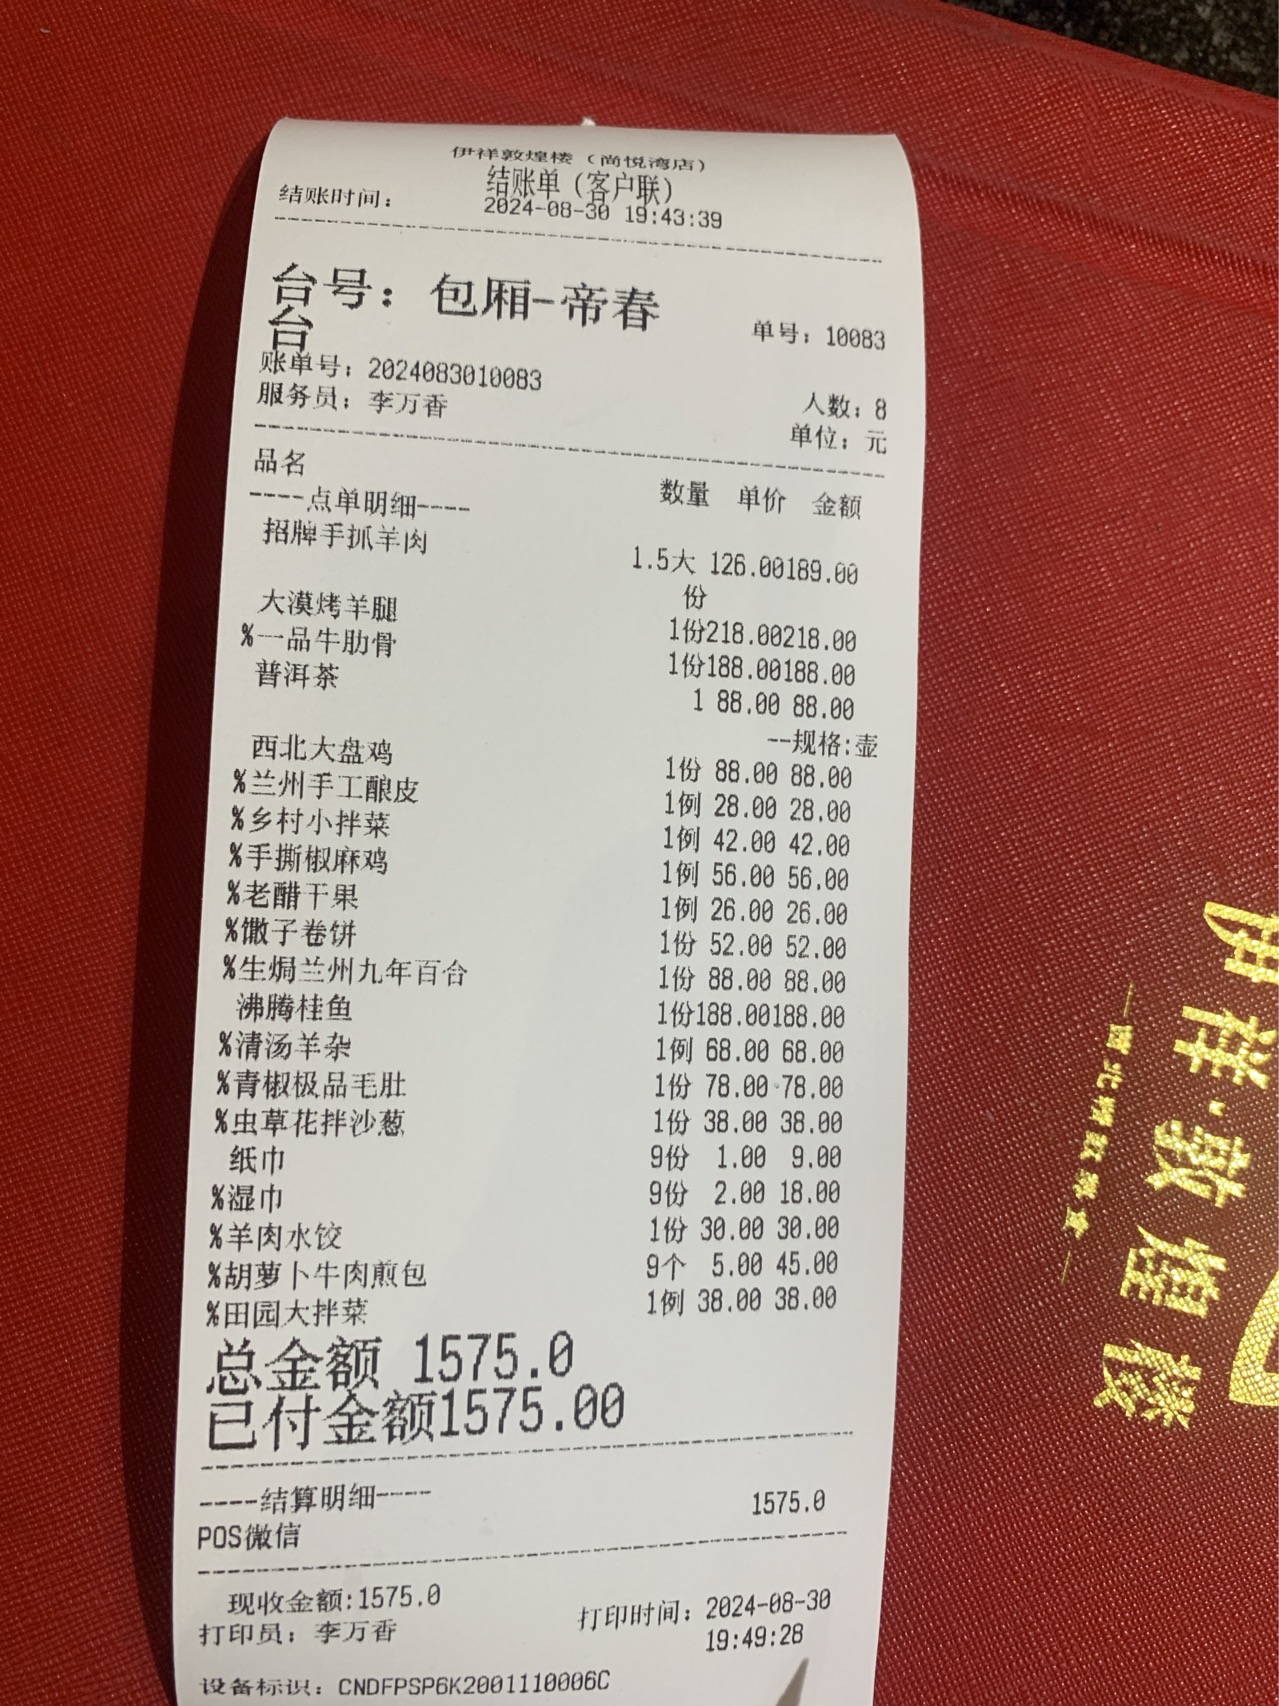 伊祥敦煌楼（尚悦湾店）
结账单（客户联）
结账时间： 2024-08-30 19:43:39
台号：包厢-帝春
台
单号：10083
账单号：2024083010083
服务员：李万香 人数：8
单位：元
品名 数量 单价 金额
----点单明细----
招牌手抓羊肉 1.5大 126.00189.00
份
大漠烤羊腿 1份218.00218.00
%一品牛肋骨 1份188.00188.00
普洱茶 1 88.00 88.00
--规格:壶
西北大盘鸡 1份 88.00 88.00
%兰州手工酿皮 1例 28.00 28.00
%乡村小拌菜 1例 42.00 42.00
%手撕椒麻鸡 1例 56.00 56.00
%老醋干果 1例 26.00 26.00
%馓子卷饼 1份 52.00 52.00
%生焗兰州九年百合 1份 88.00 88.00
沸腾桂鱼 1份188.00188.00
%清汤羊杂 1例 68.00 68.00
%青椒极品毛肚 1份 78.00 78.00
%虫草花拌沙葱 1份 38.00 38.00
纸巾 9份 1.00 9.00
%湿巾 9份 2.00 18.00
%羊肉水饺 1份 30.00 30.00
%胡萝卜牛肉煎包 9个 5.00 45.00
%田园大拌菜 1例 38.00 38.00
总金额 1575.0
已付金额1575.00
----结算明细----
POS微信 1575.0
现收金额:1575.0
打印员：李万香 打印时间：2024-08-30
19:49:28
设备标识：CNDFPSP6K2001110006C
伊祥·敦煌楼